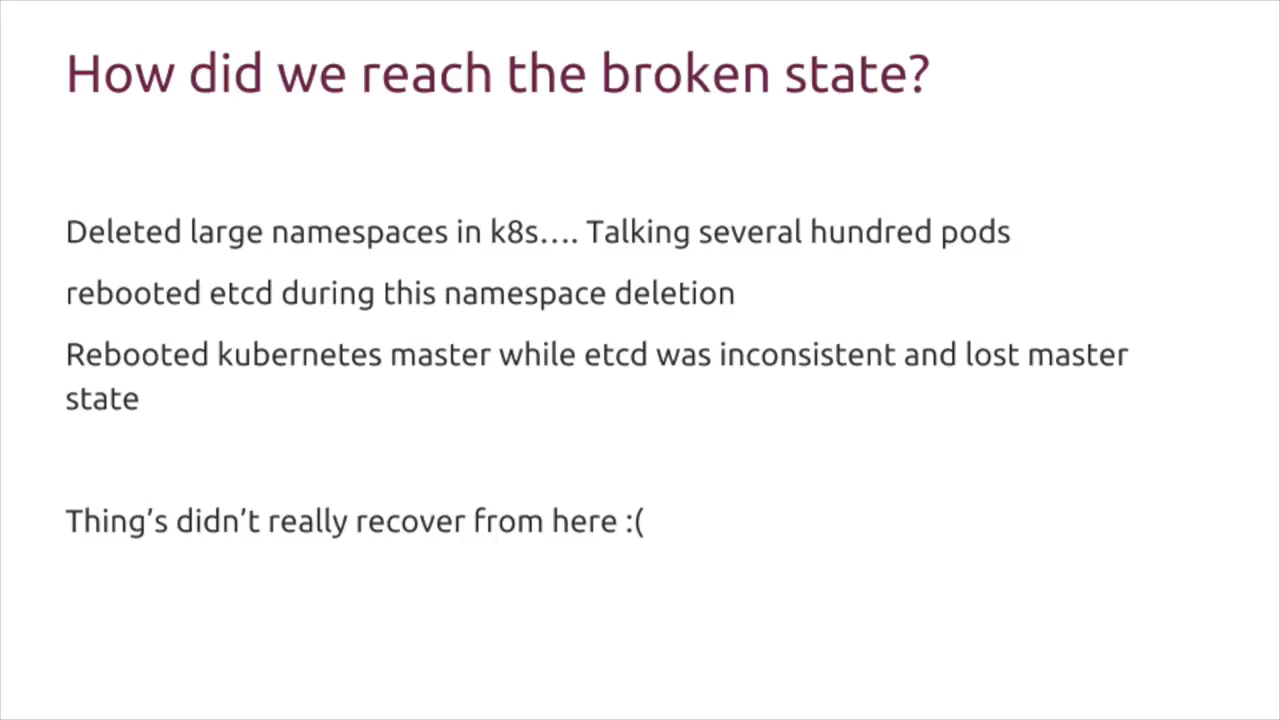 How did we reach the broken state?
Deleted large namespaces in k8s.... Talking several hundred pods
rebooted etcd during this namespace deletion
Rebooted kubernetes master while etcd was inconsistent and lost master
state
Thing’s didn’t really recover from here :(